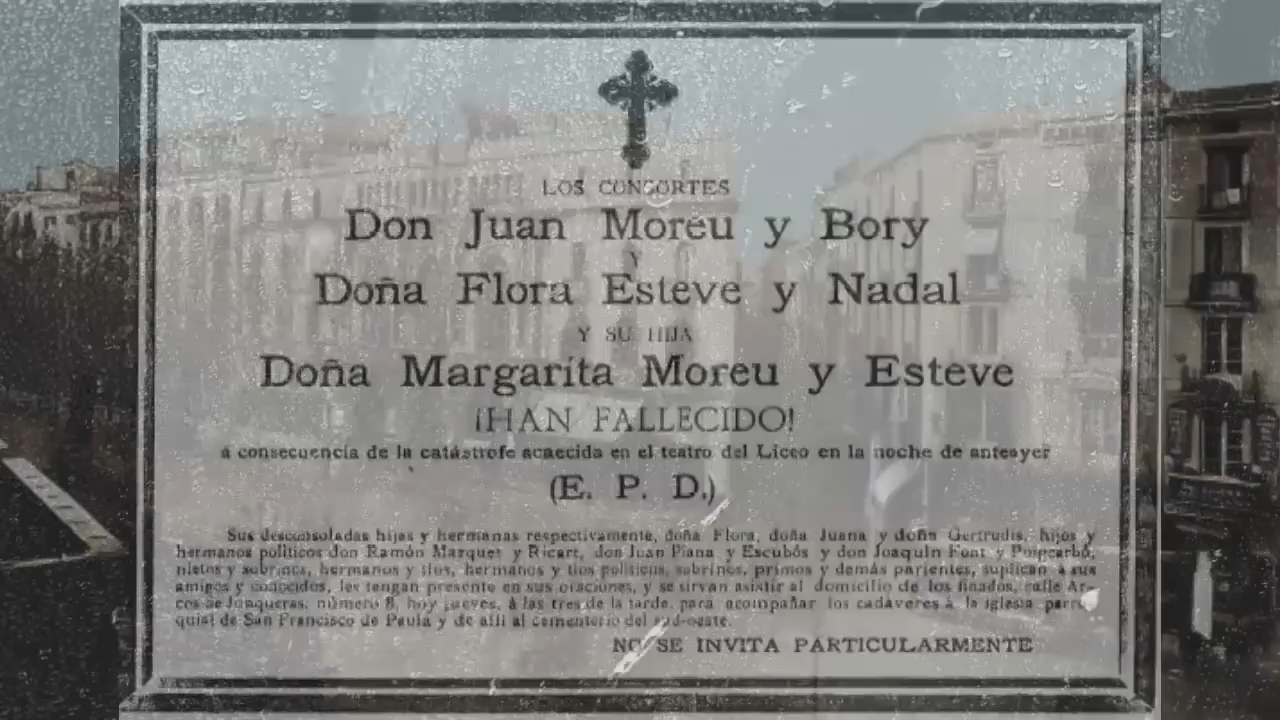 LOS CONSORTES
Don Juan Moreu y Bory
Y
Doña Flora Esteve y Nadal
Y SU HIJA
Doña Margarita Moreu y Esteve
¡HAN FALLECIDO!
á consecuencia de la catástrofe acaecida en el teatro del Liceo en la noche de anteayer
(E. P. D.)
Sus desconsoladas hijas y hermanas respectivamente, doña Flora, doña Juana y doña Gertrudis, hijos y
hermanos políticos don Ramón Marquet y Ricart, don Juan Plana y Escubós y don Joaquín Font y Puigcarbó,
nietos y sobrinos, hermanos y tíos, hermanos y tíos políticos, sobrinos, primos y demás parientes, suplican á sus
amigos y conocidos, les tengan presente en sus oraciones, y se sirvan asistir al domicilio de los finados, calle Ar-
cos de Junqueras, número 8, hoy jueves, á las tres de la tarde, para acompañar los cadáveres á la iglesia parro-
quial de San Francisco de Paula y de allí al cementerio del sud-oeste.
NO SE INVITA PARTICULARMENTE